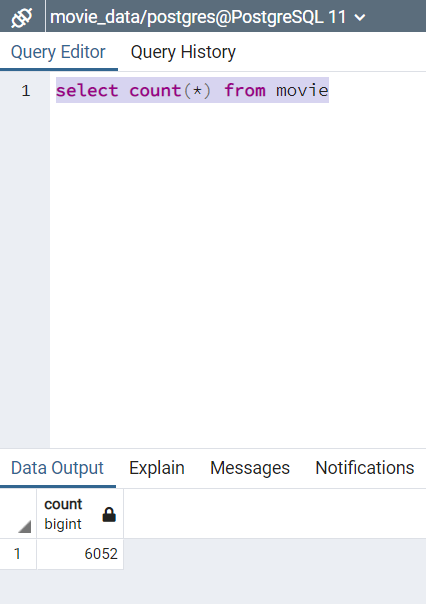 movie_data/postgres@PostgreSQL 11
Query Editor Query History
1 select count(*) from movie
Data Output Explain Messages Notifications
count
bigint
1 6052